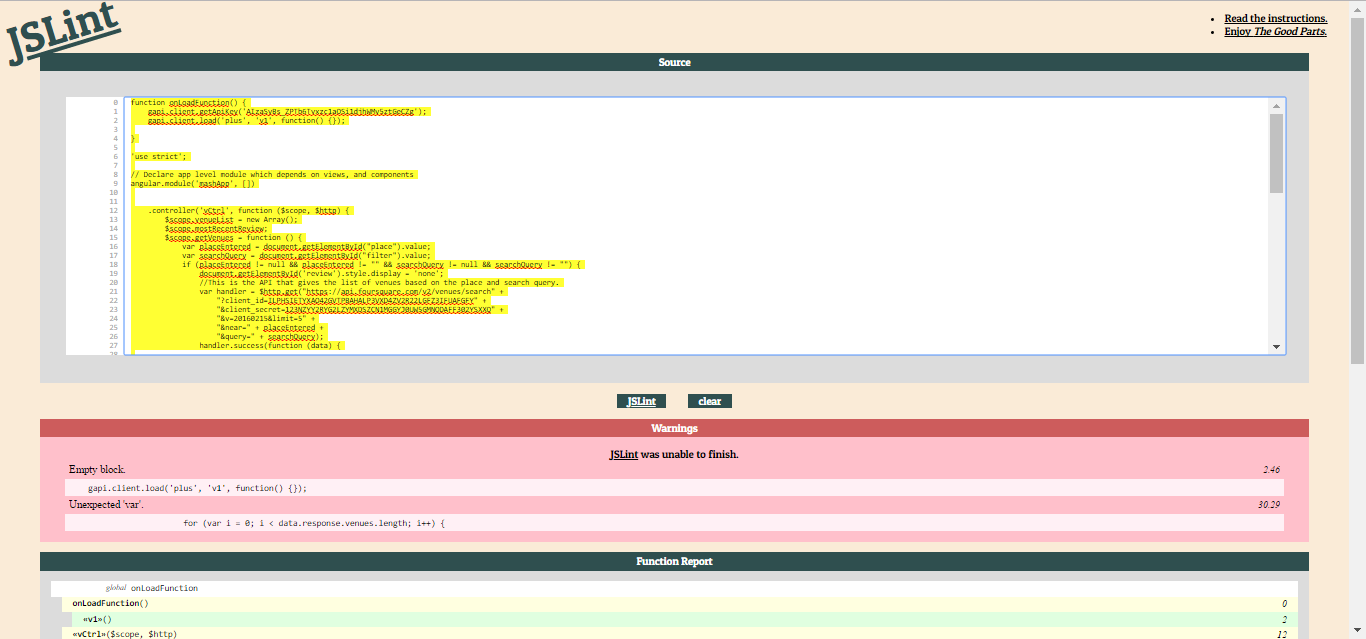 JSLint
Read the instructions.
Enjoy The Good Parts.
Source
0 function onLoadFunction() {
1 gapi.client.getApiKey('
2 gapi.client.load('plus', 'v1', function() {});
3
4 }
5
6 'use strict';
7
8 // Declare app level module which depends on views, and components
9 angular.module('mashApp', [])
10
11
12 .controller('vCtrl', function ($scope, $http) {
13 $scope.venueList = new Array();
14 $scope.mostRecentReview;
15 $scope.getVenues = function () {
16 var placeEntered = document.getElementById("place").value;
17 var searchQuery = document.getElementById("filter").value;
18 if (placeEntered != null && placeEntered != "" && searchQuery != null && searchQuery != "") {
19 document.getElementById('review').style.display = 'none';
20 //This is the API that gives the list of venues based on the place and search query.
21 var handler = $http.get("https://api.foursquare.com/v2/venues/search" +
22 "?client_id=
23 "&client_secret=
24 "&v=20160215&limit=5" +
25 "&near=" + placeEntered +
26 "&query=" + searchQuery);
27 handler.success(function (data) {
28
JSLint clear
Warnings
JSLint was unable to finish.
Empty block. 2.46
gapi.client.load('plus', 'v1', function() {});
Unexpected 'var'. 30.29
for (var i = 0; i < data.response.venues.length; i++) {
Function Report
global onLoadFunction
onLoadFunction() 0
«v1»() 2
«vCtrl»($scope, $http) 12